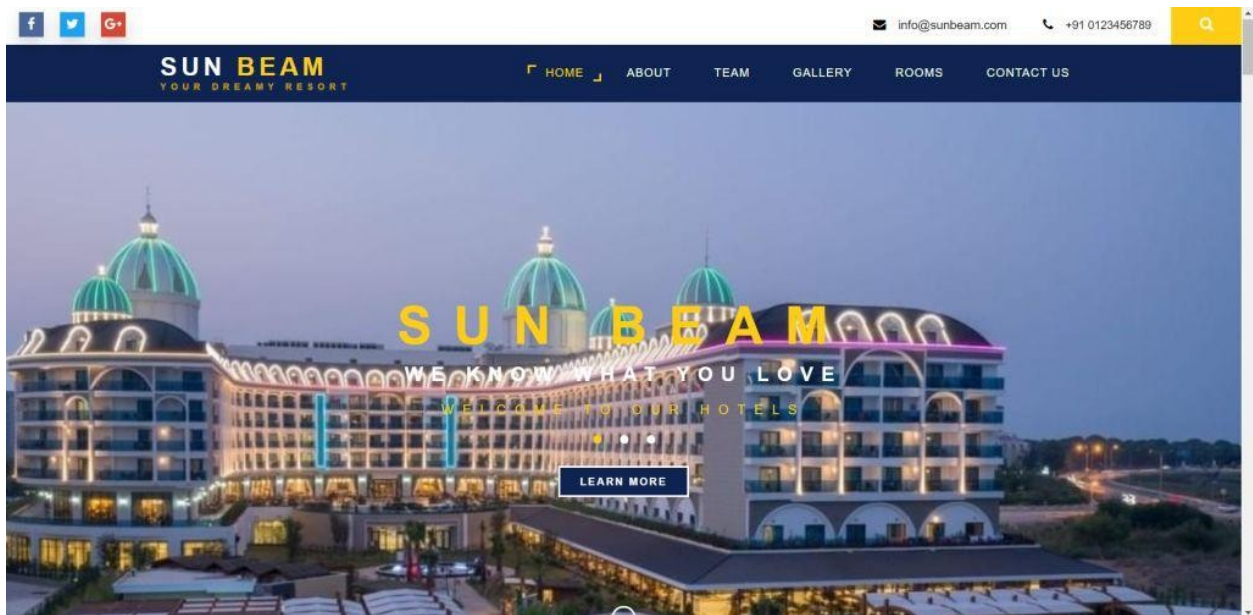 f G+ info@sunbeam.com +91 0123456789
SUN BEAM
YOUR DREAMY RESORT
HOME ABOUT TEAM GALLERY ROOMS CONTACT US
SUN BEAM
WE KNOW WHAT YOU LOVE
WELCOME TO OUR HOTELS
LEARN MORE